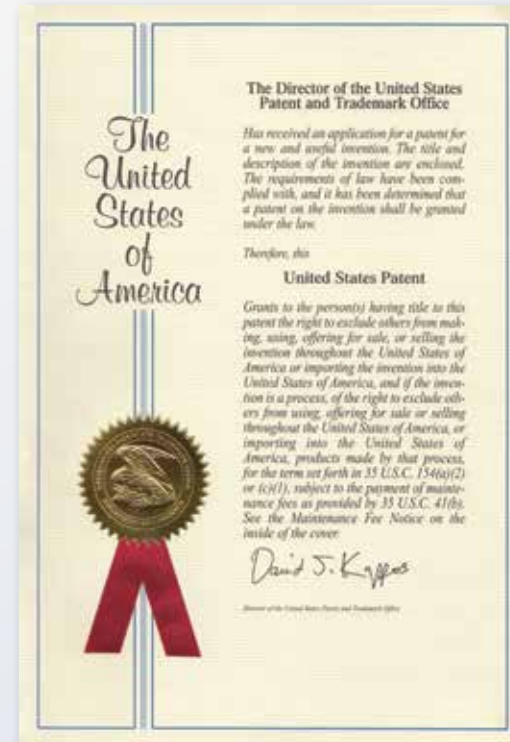 The
United
States
of
America
The Director of the United States
Patent and Trademark Office
Has received an application for a patent for
a new and useful invention. The title and
description of the invention are enclosed.
The requirements of law have been com-
plied with, and it has been determined that
a patent on the invention shall be granted
under the law.
Therefore, this
United States Patent
Grants to the person(s) having title to this
patent the right to exclude others from mak-
ing, using, offering for sale, or selling the
invention throughout the United States of
America or importing the invention into the
United States of America, and if the inven-
tion is a process, of the right to exclude oth-
ers from using, offering for sale or selling
throughout the United States of America, or
importing into the United States of
America, products made by that process,
for the term set forth in 35 U.S.C. 154(a)(2)
or (c)(1), subject to the payment of mainte-
nance fees as provided by 35 U.S.C. 41(b).
See the Maintenance Fee Notice on the
inside of the cover.
David J. Kappos
Director of the United States Patent and Trademark Office